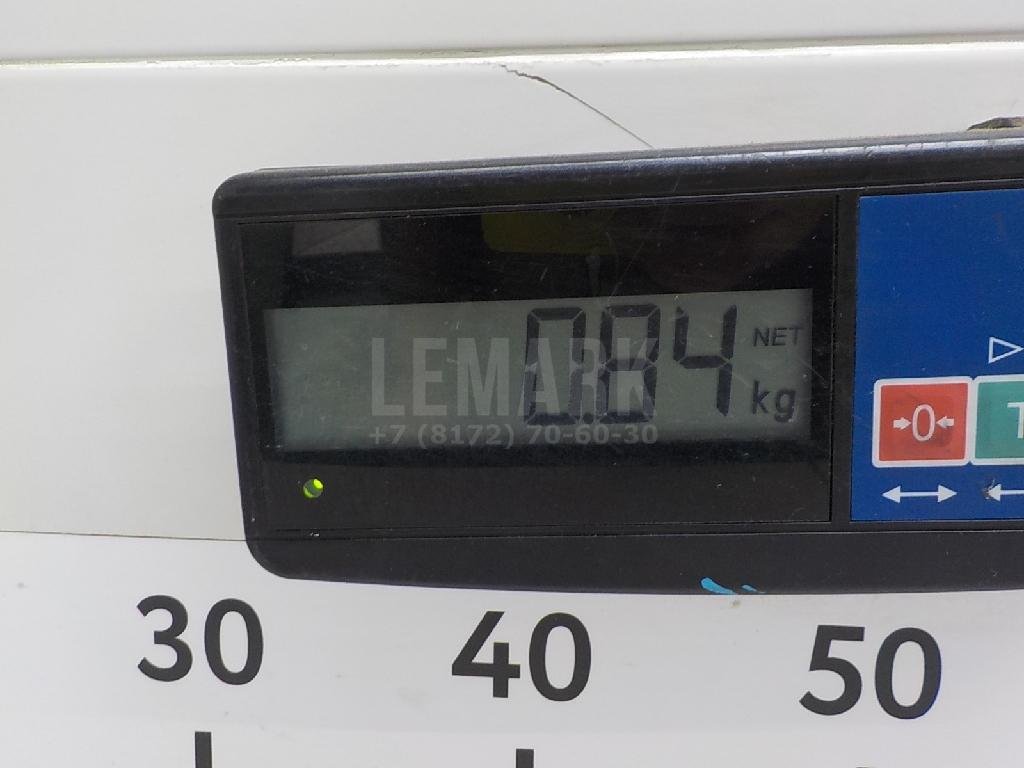 0.84 NET kg
LEMARK
+7 (8172) 70-60-30
0 T
30 40 50